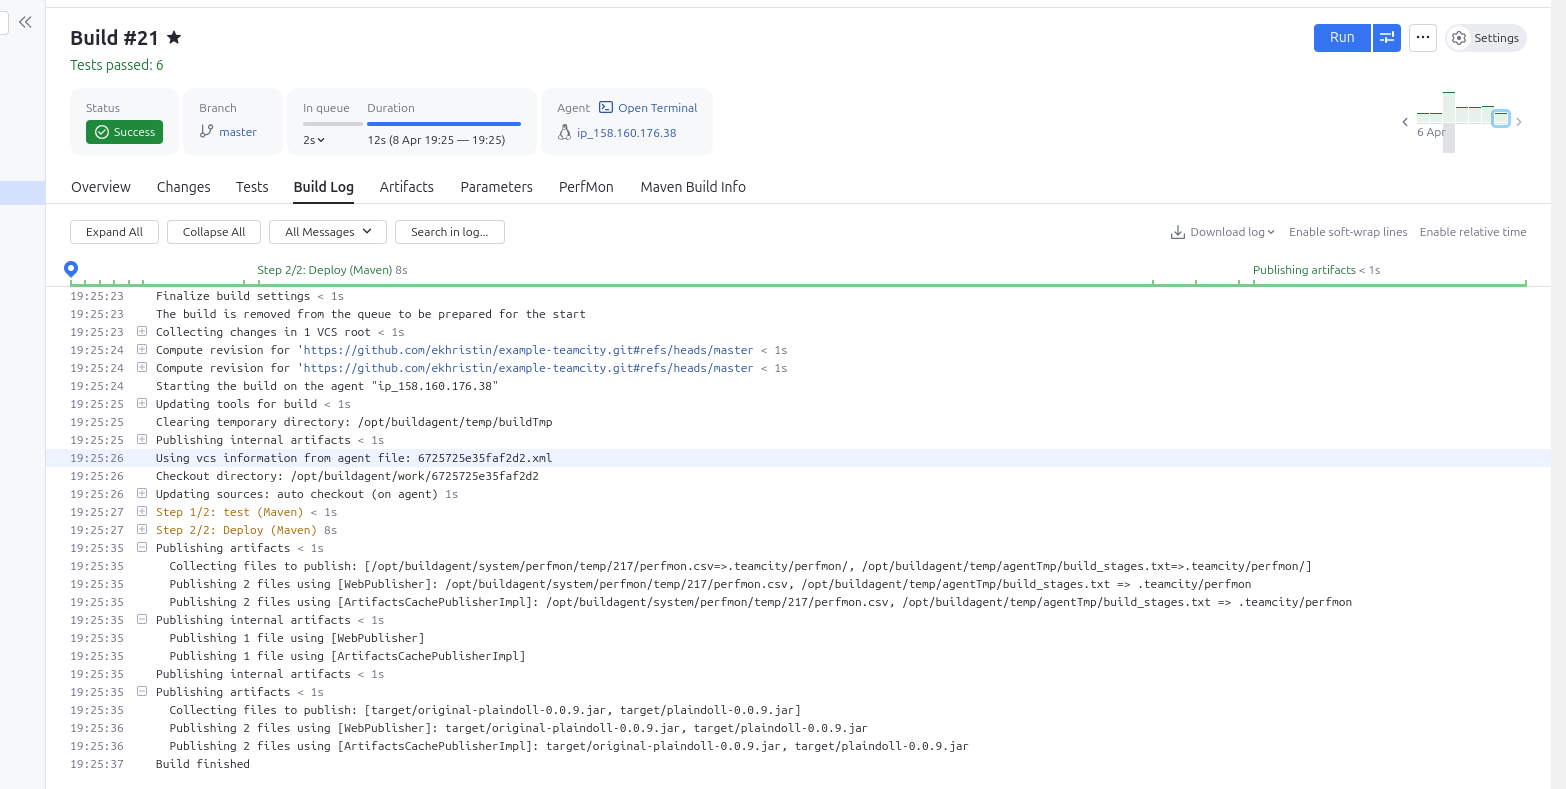 Build #21
Run
Settings
Tests passed: 6
Status
Success
Branch
master
In queue
2s
Duration
12s (8 Apr 19:25 — 19:25)
Agent Open Terminal
ip_158.160.176.38
6 Apr
Overview Changes Tests Build Log Artifacts Parameters PerfMon Maven Build Info
Expand All Collapse All All Messages Search in log... Download log Enable soft-wrap lines Enable relative time
Step 2/2: Deploy (Maven) 8s Publishing artifacts < 1s
19:25:23 Finalize build settings < 1s
19:25:23 The build is removed from the queue to be prepared for the start
19:25:23 Collecting changes in 1 VCS root < 1s
19:25:24 Compute revision for 'https://github.com/ekhristin/example-teamcity.git#refs/heads/master < 1s
19:25:24 Compute revision for 'https://github.com/ekhristin/example-teamcity.git#refs/heads/master < 1s
19:25:24 Starting the build on the agent "ip_158.160.176.38"
19:25:25 Updating tools for build < 1s
19:25:25 Clearing temporary directory: /opt/buildagent/temp/buildTmp
19:25:25 Publishing internal artifacts < 1s
19:25:26 Using vcs information from agent file: 6725725e35faf2d2.xml
19:25:26 Checkout directory: /opt/buildagent/work/6725725e35faf2d2
19:25:26 Updating sources: auto checkout (on agent) 1s
19:25:27 Step 1/2: test (Maven) < 1s
19:25:27 Step 2/2: Deploy (Maven) 8s
19:25:35 Publishing artifacts < 1s
19:25:35 Collecting files to publish: [/opt/buildagent/system/perfmon/temp/217/perfmon.csv=>.teamcity/perfmon/, /opt/buildagent/temp/agentTmp/build_stages.txt=>.teamcity/perfmon/]
19:25:35 Publishing 2 files using [WebPublisher]: /opt/buildagent/system/perfmon/temp/217/perfmon.csv, /opt/buildagent/temp/agentTmp/build_stages.txt => .teamcity/perfmon
19:25:35 Publishing 2 files using [ArtifactsCachePublisherImpl]: /opt/buildagent/system/perfmon/temp/217/perfmon.csv, /opt/buildagent/temp/agentTmp/build_stages.txt => .teamcity/perfmon
19:25:35 Publishing internal artifacts < 1s
19:25:35 Publishing 1 file using [WebPublisher]
19:25:35 Publishing 1 file using [ArtifactsCachePublisherImpl]
19:25:35 Publishing internal artifacts < 1s
19:25:35 Publishing artifacts < 1s
19:25:35 Collecting files to publish: [target/original-plaindoll-0.0.9.jar, target/plaindoll-0.0.9.jar]
19:25:36 Publishing 2 files using [WebPublisher]: target/original-plaindoll-0.0.9.jar, target/plaindoll-0.0.9.jar
19:25:36 Publishing 2 files using [ArtifactsCachePublisherImpl]: target/original-plaindoll-0.0.9.jar, target/plaindoll-0.0.9.jar
19:25:37 Build finished